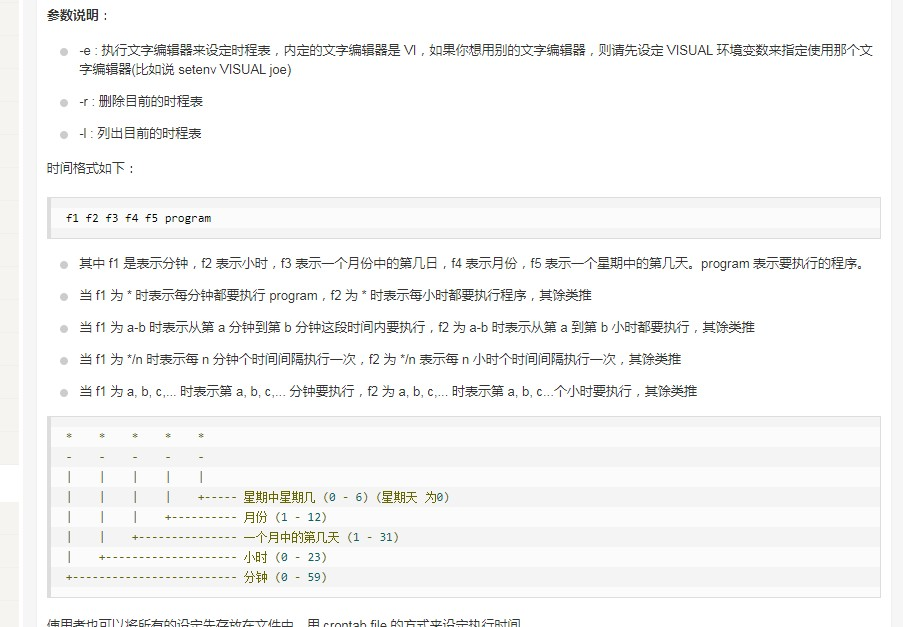 参数说明：
-e : 执行文字编辑器来设定时程表，内定的文字编辑器是 VI，如果你想用别的文字编辑器，则请先设定 VISUAL 环境变数来指定使用那个文
字编辑器(比如说 setenv VISUAL joe)
-r : 删除目前的时程表
-l : 列出目前的时程表
时间格式如下：
f1 f2 f3 f4 f5 program
其中 f1 是表示分钟，f2 表示小时，f3 表示一个月份中的第几日，f4 表示月份，f5 表示一个星期中的第几天。program 表示要执行的程序。
当 f1 为 * 时表示每分钟都要执行 program，f2 为 * 时表示每小时都要执行程序，其馀类推
当 f1 为 a-b 时表示从第 a 分钟到第 b 分钟这段时间内要执行，f2 为 a-b 时表示从第 a 到第 b 小时都要执行，其馀类推
当 f1 为 */n 时表示每 n 分钟个时间间隔执行一次，f2 为 */n 表示每 n 小时个时间间隔执行一次，其馀类推
当 f1 为 a, b, c,... 时表示第 a, b, c,... 分钟要执行，f2 为 a, b, c,... 时表示第 a, b, c...个小时要执行，其馀类推
*    *    *    *    *
-    -    -    -    -
|    |    |    |    |
|    |    |    |    +----- 星期中星期几 (0 - 6) (星期天 为0)
|    |    |    +---------- 月份 (1 - 12)
|    |    +--------------- 一个月中的第几天 (1 - 31)
|    +-------------------- 小时 (0 - 23)
+------------------------- 分钟 (0 - 59)
使用者也可以将所有的设定先存放在文件中，用 crontab file 的方式来设定执行时间。